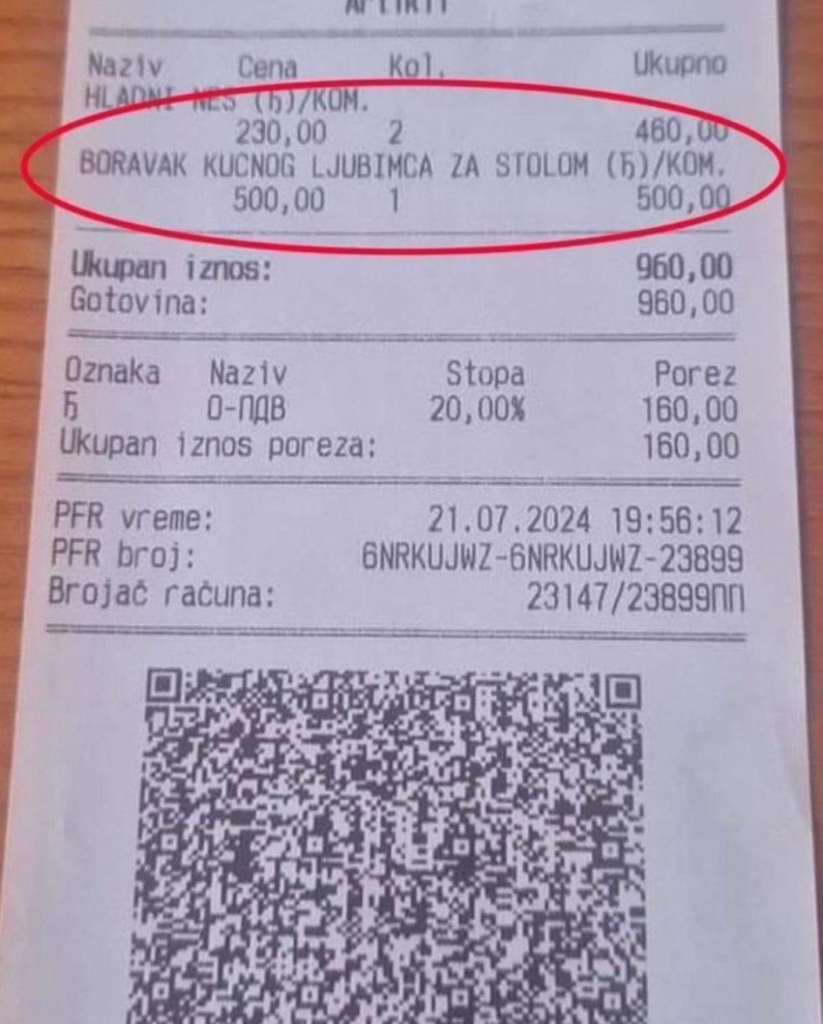 Naziv Cena Kol. Ukupno
HLADNI NES (Ђ)/KOM.
230,00 2 460,00
BORAVAK KUCNOG LJUBIMCA ZA STOLOM (Ђ)/KOM.
500,00 1 500,00
Ukupan iznos: 960,00
Gotovina: 960,00
Oznaka Naziv Stopa Porez
Ђ О-ПДВ 20,00% 160,00
Ukupan iznos poreza: 160,00
PFR vreme: 21.07.2024 19:56:12
PFR broj: 6NRKUJWZ-6NRKUJWZ-23899
Brojač računa: 23147/23899ПП